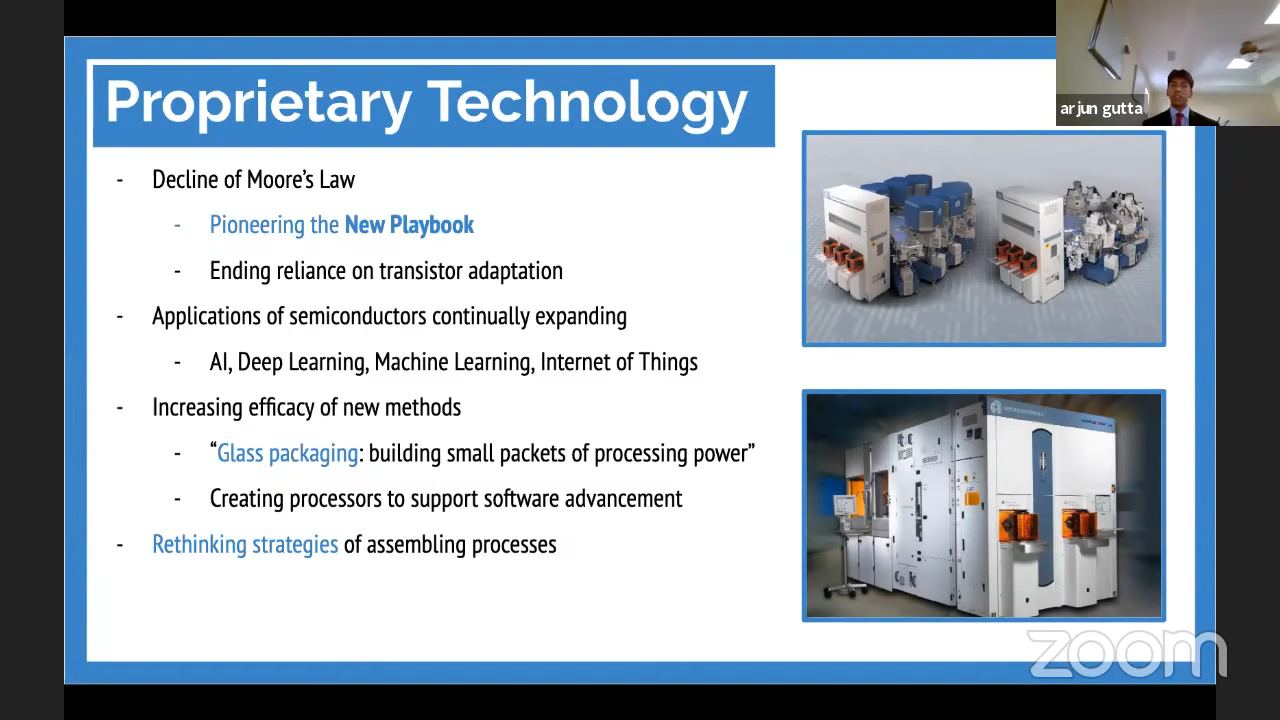 Proprietary Technology
arjun gutta
- Decline of Moore's Law
- Pioneering the New Playbook
- Ending reliance on transistor adaptation
- Applications of semiconductors continually expanding
- AI, Deep Learning, Machine Learning, Internet of Things
- Increasing efficacy of new methods
- “Glass packaging: building small packets of processing power”
- Creating processors to support software advancement
- Rethinking strategies of assembling processes
zoom